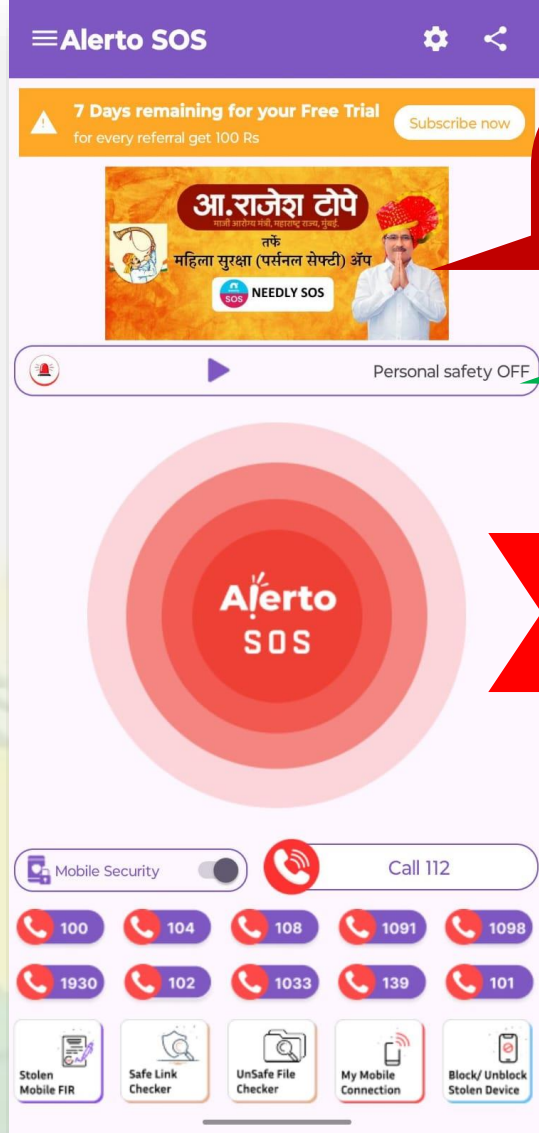 Alerto SOS
7 Days remaining for your Free Trial
for every referral get 100 Rs
Subscribe now
आ.राजेश टोपे
माजी आरोग्य मंत्री, महाराष्ट्र राज्य, मुंबई.
तर्फे
महिला सुरक्षा (पर्सनल सेफ्टी) ॲप
SOS NEEDLY SOS
Personal safety OFF
Alerto
SOS
Mobile Security
Call 112
100 104 108 1091 1098
1930 102 1033 139 101
Stolen
Mobile FIR
Safe Link
Checker
UnSafe File
Checker
My Mobile
Connection
Block/ Unblock
Stolen Device